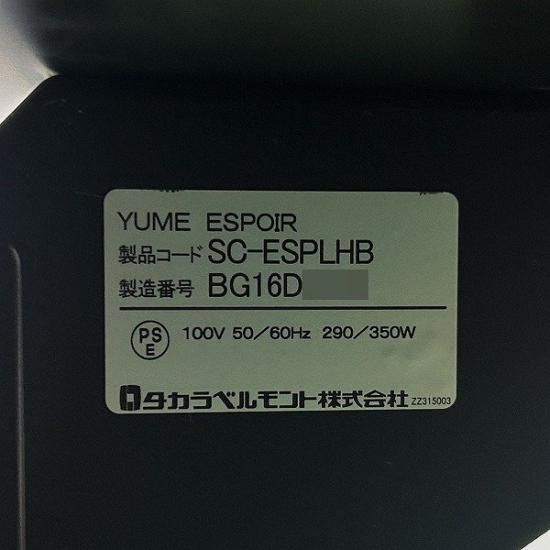 YUME ESPOIR
製品コード SC-ESPLHB
製造番号 BG16D
PS E 100V 50/60Hz 290/350W
タカラベルモント株式会社 ZZ315003